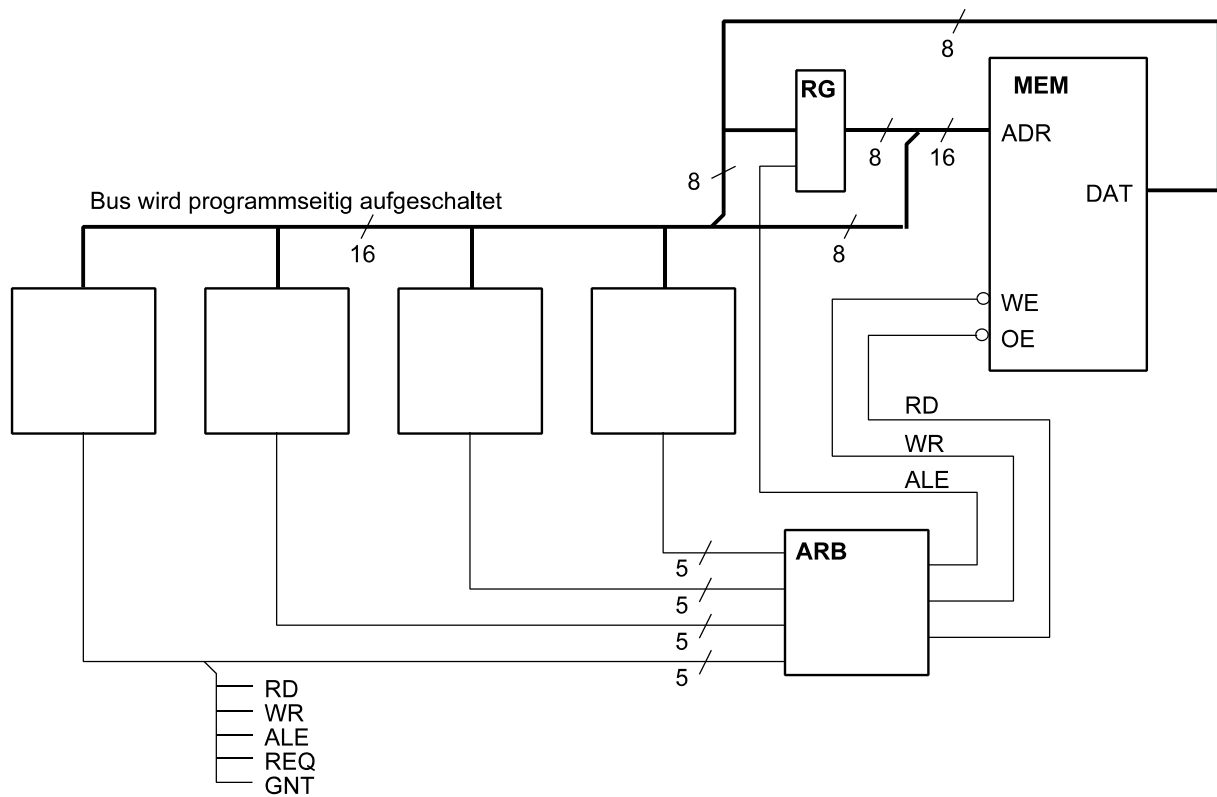 8
RG
MEM
8
16
ADR
8
DAT
Bus wird programmseitig aufgeschaltet
16
8
WE
OE
RD
WR
ALE
ARB
5
5
5
5
RD
WR
ALE
REQ
GNT